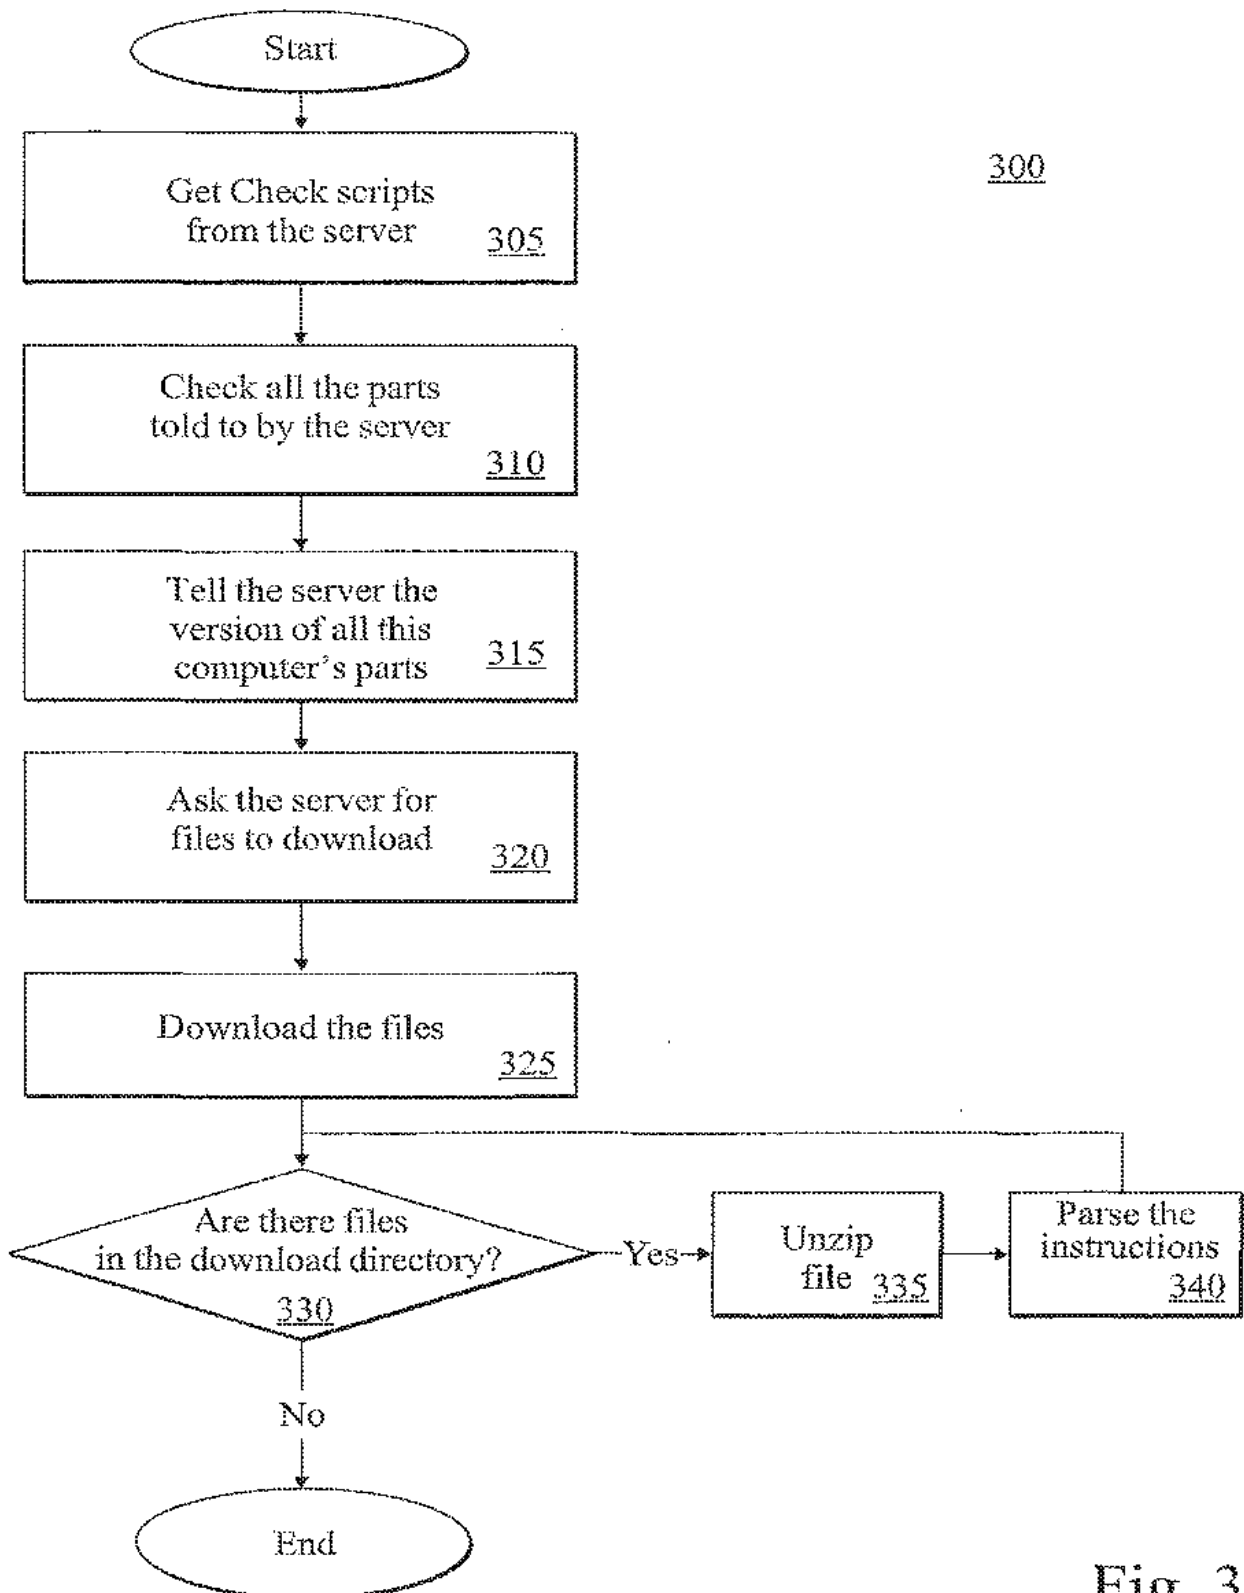 Start
300
Get Check scripts
from the server
305
Check all the parts
told to by the server
310
Tell the server the
version of all this
computer's parts
315
Ask the server for
files to download
320
Download the files
325
Are there files
in the download directory?
330
Yes
Unzip
file
335
Parse the
instructions
340
No
End
Fig. 3